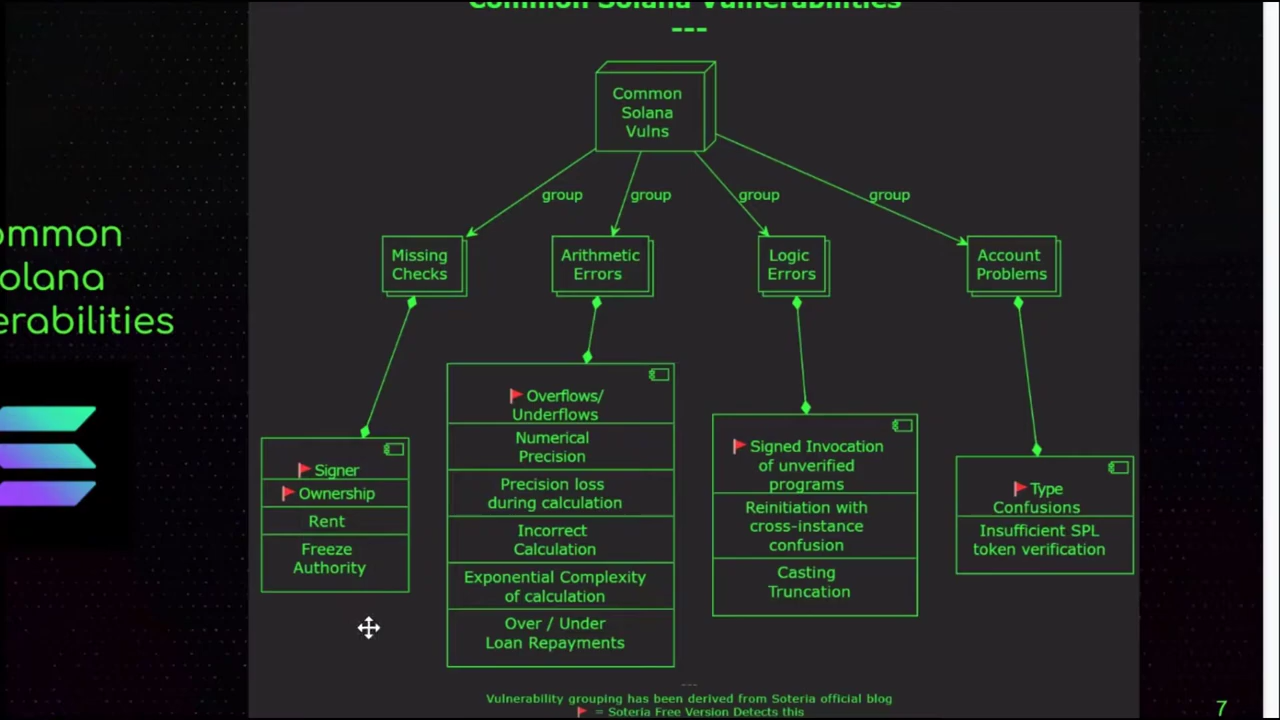 Common Solana Vulnerabilities
---
Common
Solana
Vulns
group
group
group
group
ommon
olana
erabilities
Missing
Checks
Arithmetic
Errors
Logic
Errors
Account
Problems
Signer
Ownership
Rent
Freeze
Authority
Overflows/
Underflows
Numerical
Precision
Precision loss
during calculation
Incorrect
Calculation
Exponential Complexity
of calculation
Over / Under
Loan Repayments
Signed Invocation
of unverified
programs
Reinitiation with
cross-instance
confusion
Casting
Truncation
Type
Confusions
Insufficient SPL
token verification
---
Vulnerability grouping has been derived from Soteria official blog
= Soteria Free Version Detects this
7